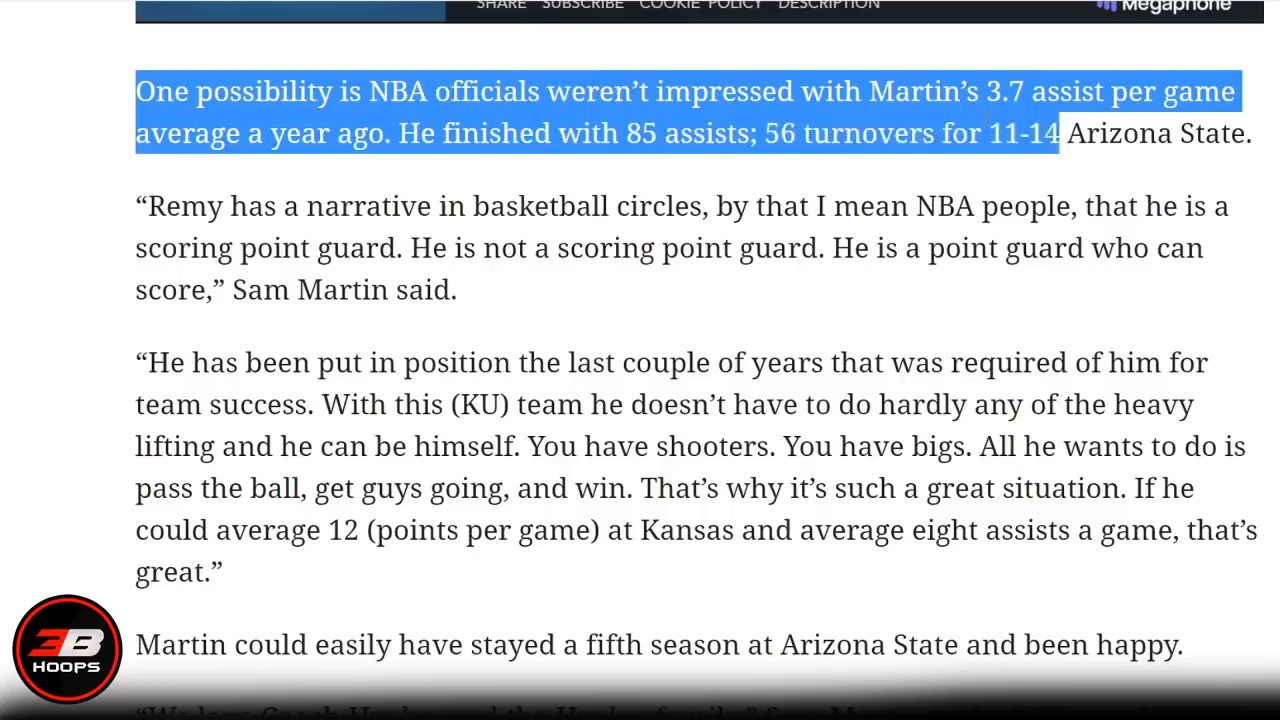 SHARE SUBSCRIBE COOKIE POLICY DESCRIPTION Megaphone
One possibility is NBA officials weren’t impressed with Martin’s 3.7 assist per game
average a year ago. He finished with 85 assists; 56 turnovers for 11-14 Arizona State.
“Remy has a narrative in basketball circles, by that I mean NBA people, that he is a
scoring point guard. He is not a scoring point guard. He is a point guard who can
score,” Sam Martin said.
“He has been put in position the last couple of years that was required of him for
team success. With this (KU) team he doesn’t have to do hardly any of the heavy
lifting and he can be himself. You have shooters. You have bigs. All he wants to do is
pass the ball, get guys going, and win. That’s why it’s such a great situation. If he
could average 12 (points per game) at Kansas and average eight assists a game, that’s
great.”
3B
HOOPS
Martin could easily have stayed a fifth season at Arizona State and been happy.